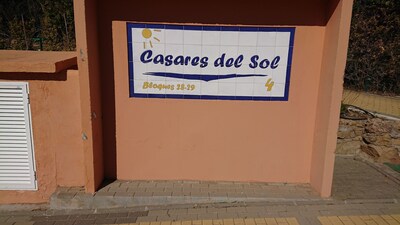 Casares del Sol
Bloques 28-29
4